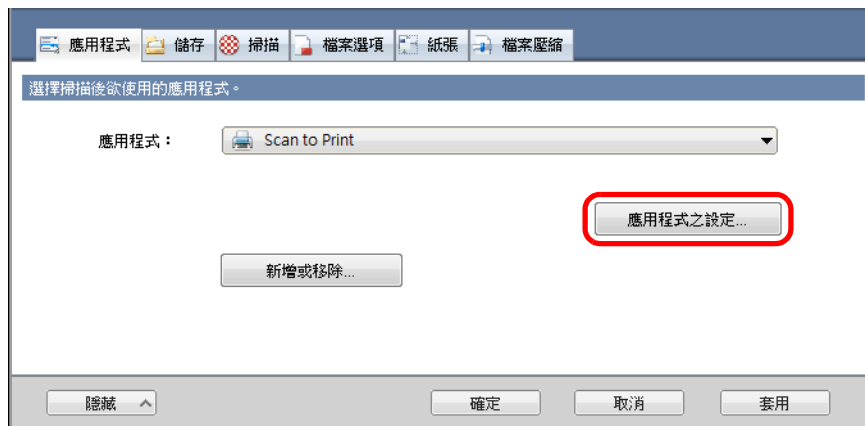 應用程式 儲存 掃描 檔案選項 紙張 檔案壓縮
選擇掃描後欲使用的應用程式。
應用程式： Scan to Print
應用程式之設定...
新增或移除...
隱藏 確定 取消 套用